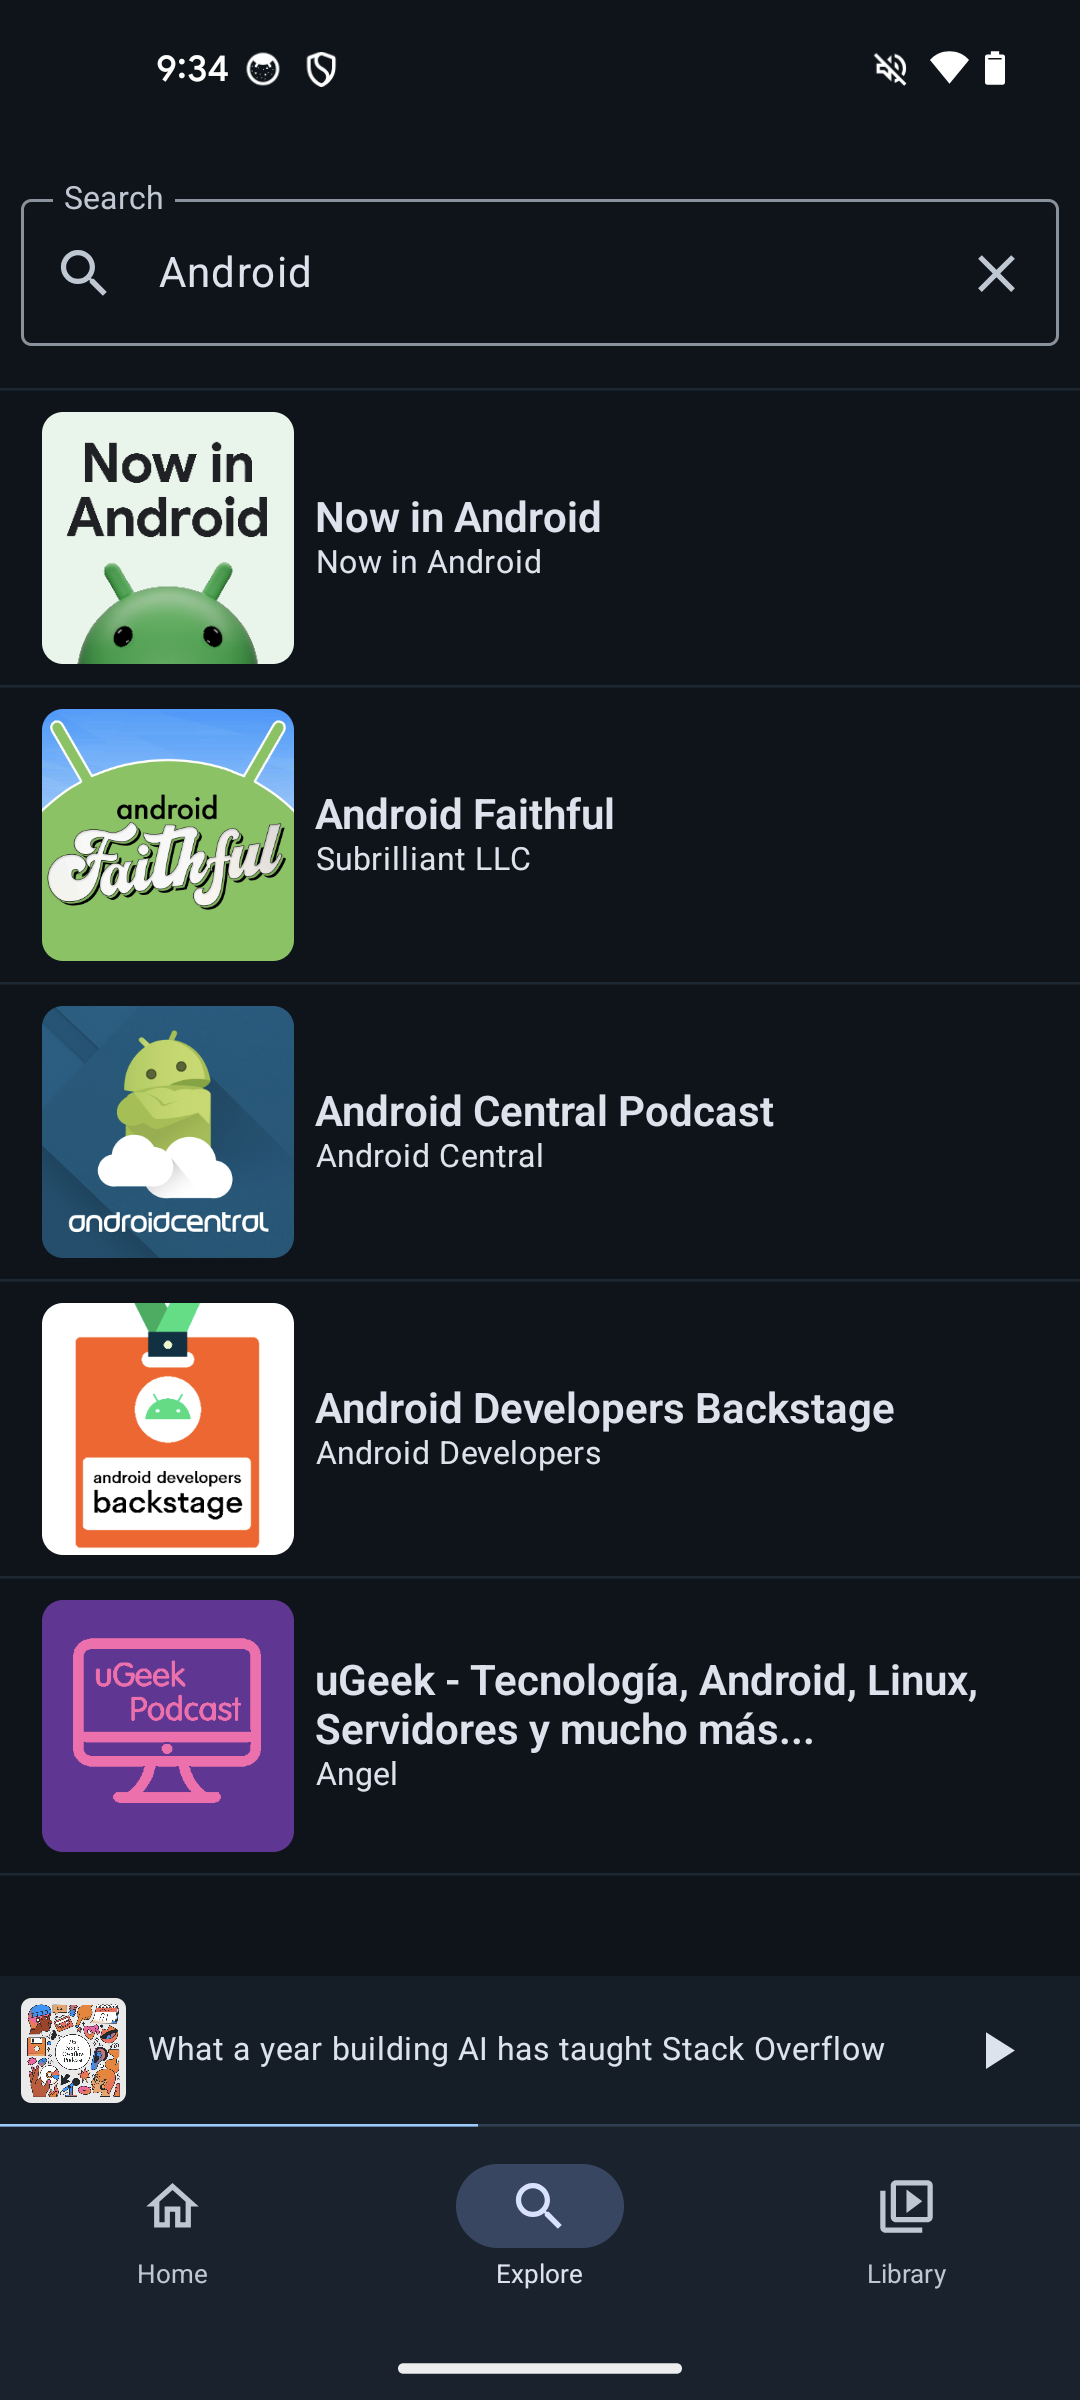 9:34
Search
Android
Now in
Android
Now in Android
Now in Android
android
Faithful
Android Faithful
Subrilliant LLC
androidcentral
Android Central Podcast
Android Central
android developers
backstage
Android Developers Backstage
Android Developers
uGeek
Podcast
uGeek - Tecnología, Android, Linux,
Servidores y mucho más...
Angel
What a year building AI has taught Stack Overflow
Home
Explore
Library